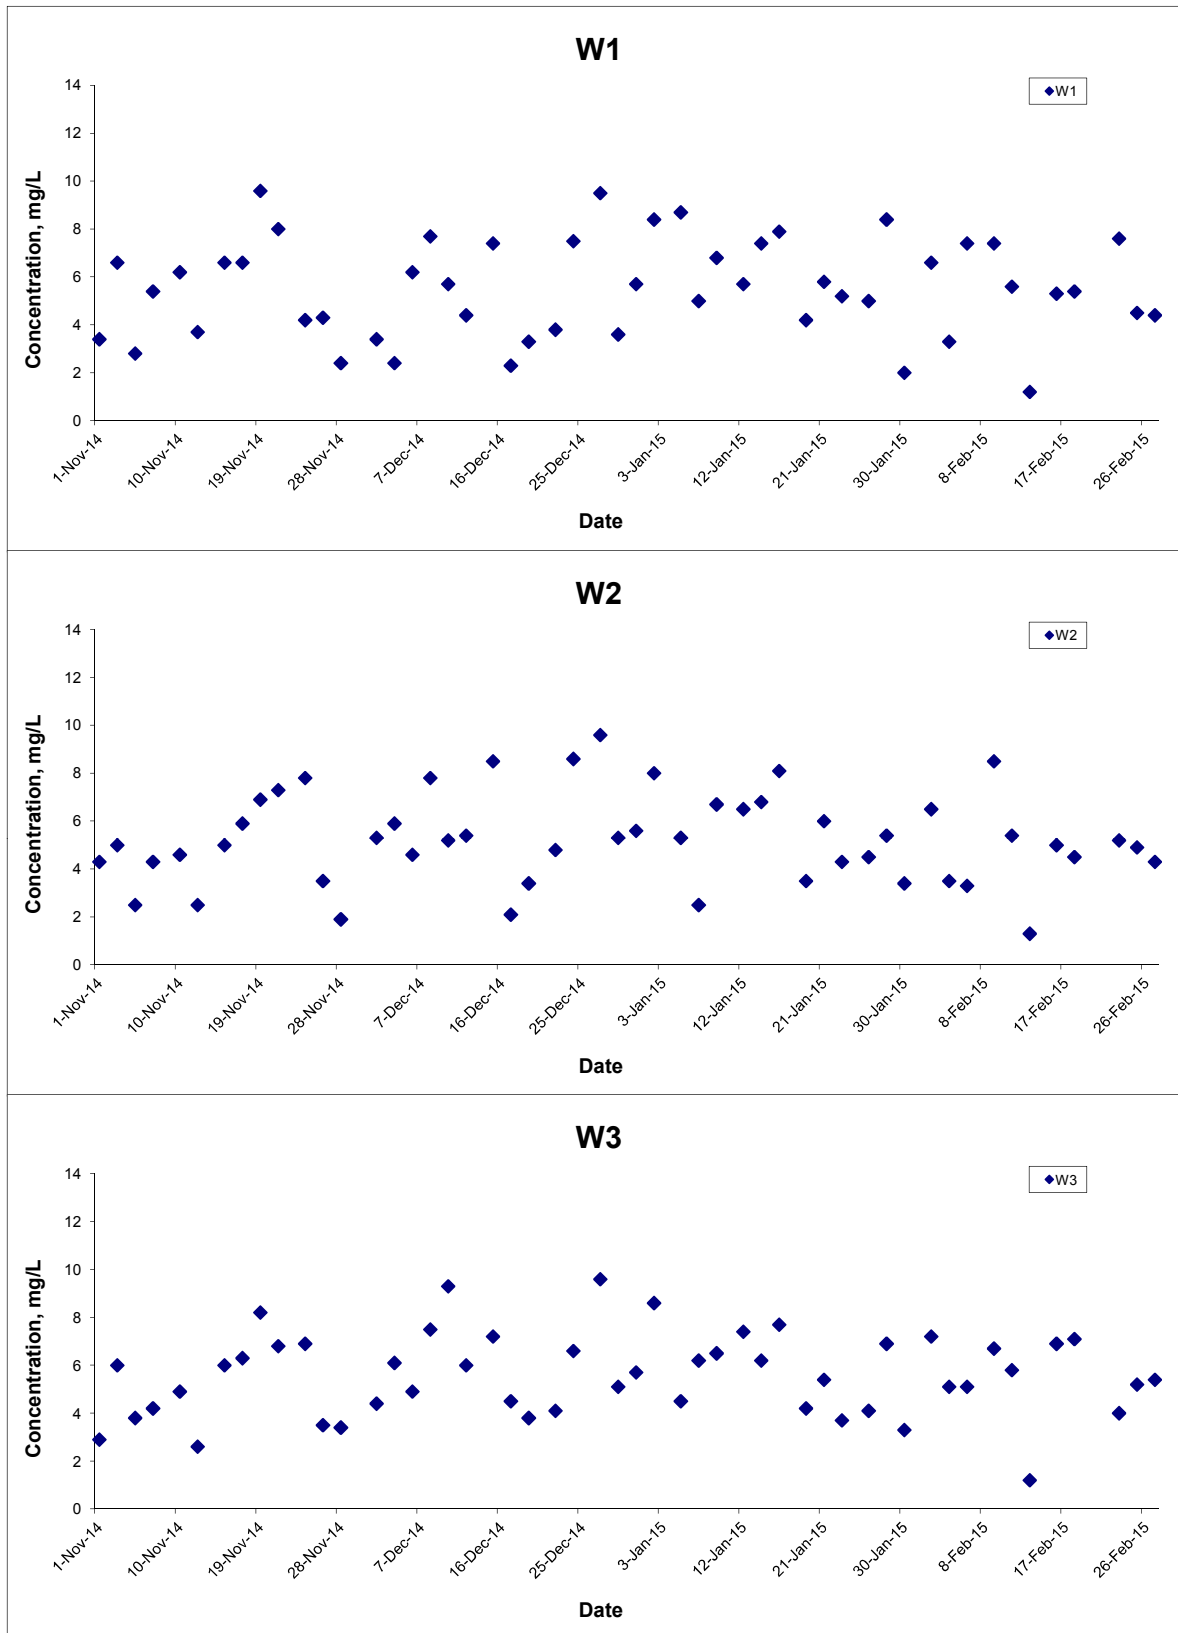 W1
W1
14
12
10
8
6
4
2
0
Concentration, mg/L
1-Nov-14 10-Nov-14 19-Nov-14 28-Nov-14 7-Dec-14 16-Dec-14 25-Dec-14 3-Jan-15 12-Jan-15 21-Jan-15 30-Jan-15 8-Feb-15 17-Feb-15 26-Feb-15
Date
W2
W2
14
12
10
8
6
4
2
0
Concentration, mg/L
1-Nov-14 10-Nov-14 19-Nov-14 28-Nov-14 7-Dec-14 16-Dec-14 25-Dec-14 3-Jan-15 12-Jan-15 21-Jan-15 30-Jan-15 8-Feb-15 17-Feb-15 26-Feb-15
Date
W3
W3
14
12
10
8
6
4
2
0
Concentration, mg/L
1-Nov-14 10-Nov-14 19-Nov-14 28-Nov-14 7-Dec-14 16-Dec-14 25-Dec-14 3-Jan-15 12-Jan-15 21-Jan-15 30-Jan-15 8-Feb-15 17-Feb-15 26-Feb-15
Date